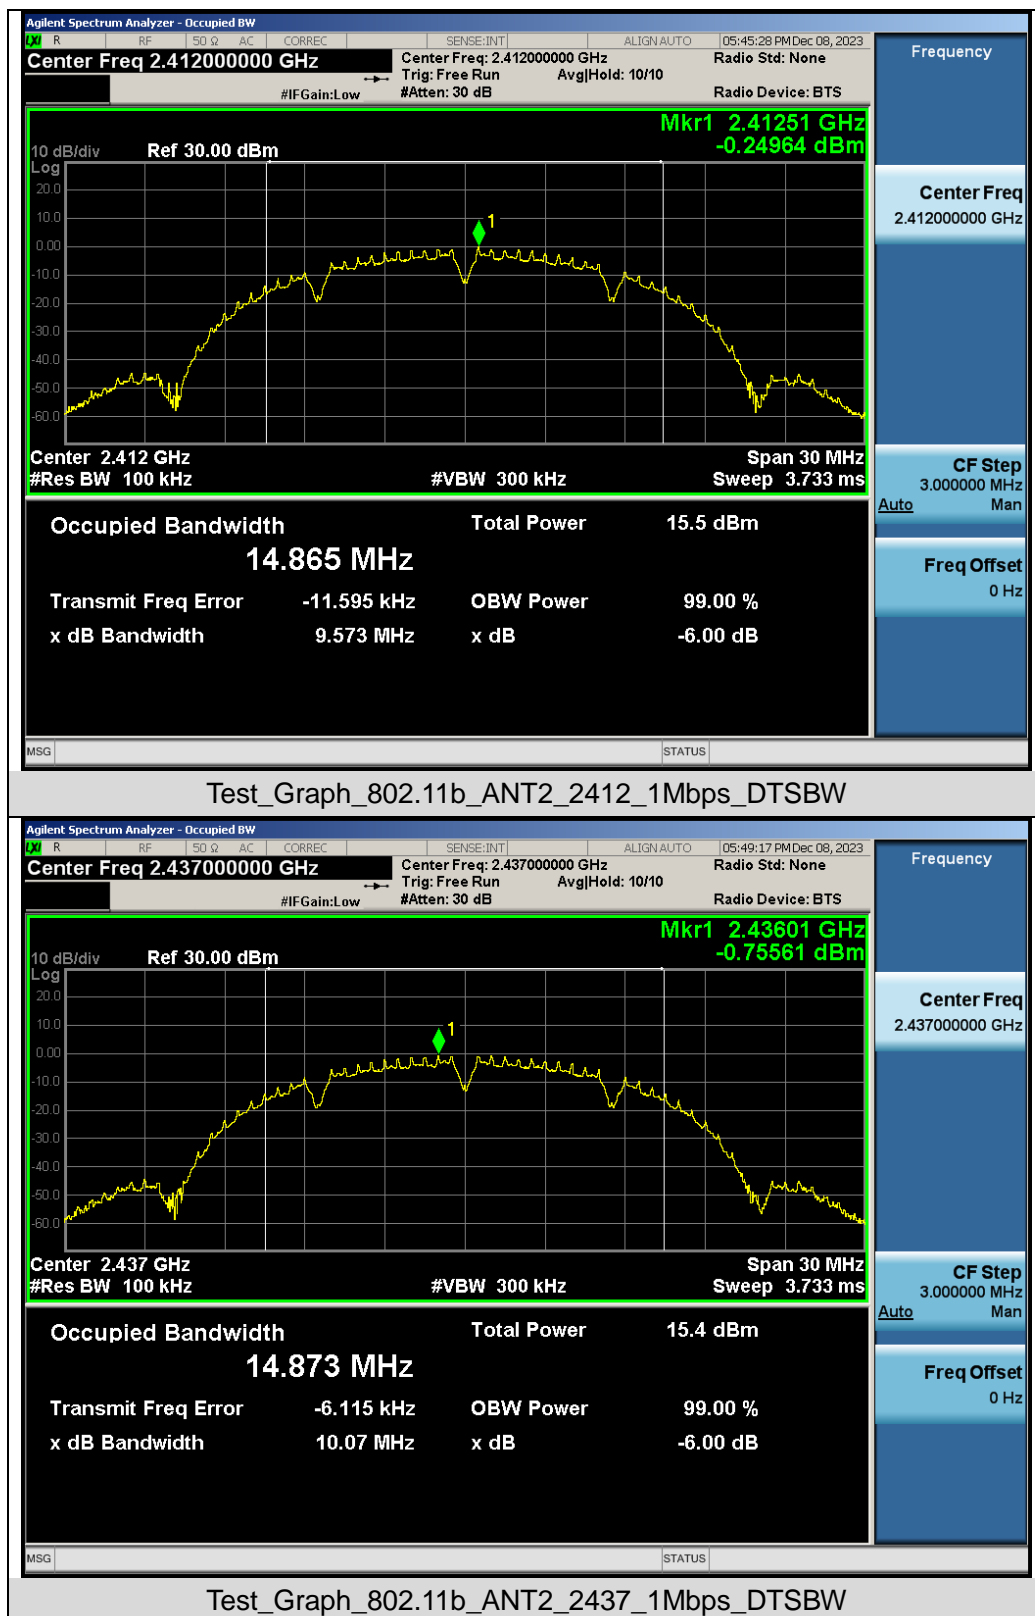 Agilent Spectrum Analyzer - Occupied BW
LXI R RF 50 Ω AC CORREC SENSE:INT ALIGN AUTO 05:45:28 PM Dec 08, 2023
Center Freq 2.412000000 GHz
Center Freq: 2.412000000 GHz
Radio Std: None
Trig: Free Run Avg|Hold: 10/10
#IFGain:Low
#Atten: 30 dB
Radio Device: BTS
Frequency
Mkr1 2.41251 GHz
-0.24964 dBm
10 dB/div Ref 30.00 dBm
Log
20.0
10.0
0.00
-10.0
-20.0
-30.0
-40.0
-50.0
-60.0
1
Center Freq
2.412000000 GHz
Center 2.412 GHz
Span 30 MHz
#Res BW 100 kHz
#VBW 300 kHz
Sweep 3.733 ms
CF Step
3.000000 MHz
Auto Man
Freq Offset
0 Hz
Occupied Bandwidth
14.865 MHz
Total Power 15.5 dBm
Transmit Freq Error -11.595 kHz OBW Power 99.00 %
x dB Bandwidth 9.573 MHz x dB -6.00 dB
MSG STATUS
Test_Graph_802.11b_ANT2_2412_1Mbps_DTSBW
Agilent Spectrum Analyzer - Occupied BW
LXI R RF 50 Ω AC CORREC SENSE:INT ALIGN AUTO 05:49:17 PM Dec 08, 2023
Center Freq 2.437000000 GHz
Center Freq: 2.437000000 GHz
Radio Std: None
Trig: Free Run Avg|Hold: 10/10
#IFGain:Low
#Atten: 30 dB
Radio Device: BTS
Frequency
Mkr1 2.43601 GHz
-0.75561 dBm
10 dB/div Ref 30.00 dBm
Log
20.0
10.0
0.00
-10.0
-20.0
-30.0
-40.0
-50.0
-60.0
1
Center Freq
2.437000000 GHz
Center 2.437 GHz
Span 30 MHz
#Res BW 100 kHz
#VBW 300 kHz
Sweep 3.733 ms
CF Step
3.000000 MHz
Auto Man
Freq Offset
0 Hz
Occupied Bandwidth
14.873 MHz
Total Power 15.4 dBm
Transmit Freq Error -6.115 kHz OBW Power 99.00 %
x dB Bandwidth 10.07 MHz x dB -6.00 dB
MSG STATUS
Test_Graph_802.11b_ANT2_2437_1Mbps_DTSBW